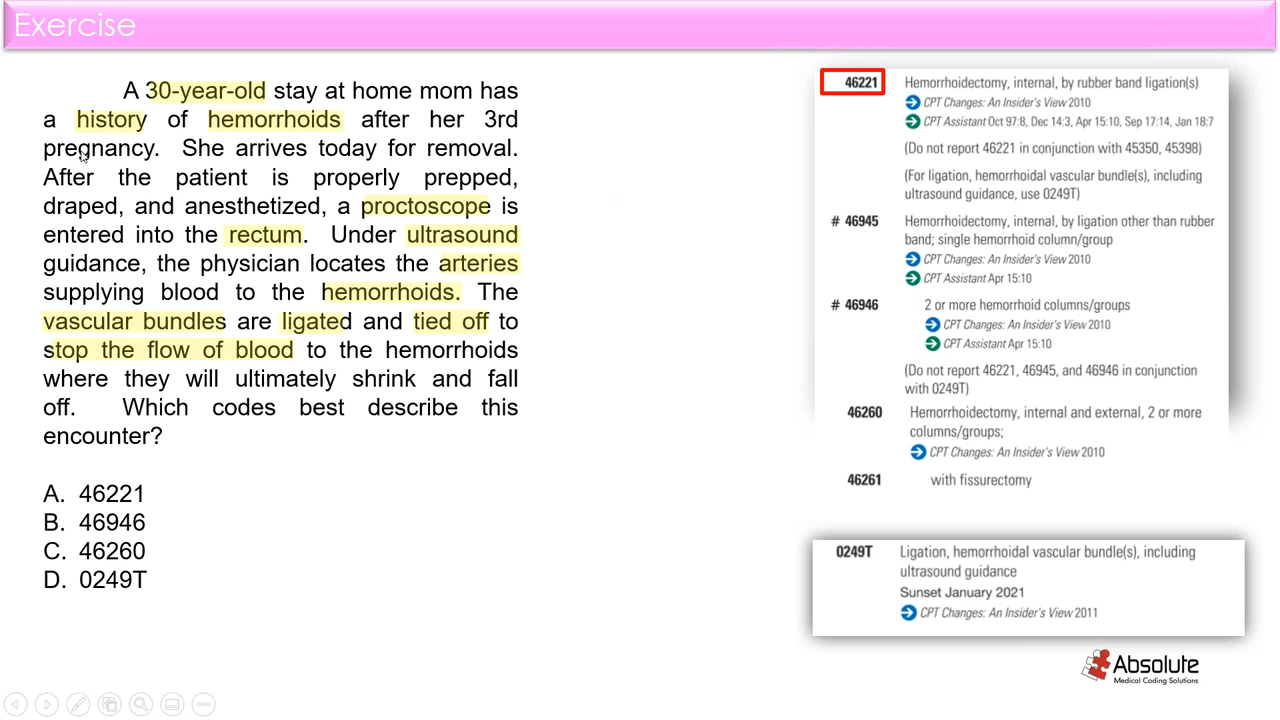 Exercise
A 30-year-old stay at home mom has
a history of hemorrhoids after her 3rd
pregnancy. She arrives today for removal.
After the patient is properly prepped,
draped, and anesthetized, a proctoscope is
entered into the rectum. Under ultrasound
guidance, the physician locates the arteries
supplying blood to the hemorrhoids. The
vascular bundles are ligated and tied off to
stop the flow of blood to the hemorrhoids
where they will ultimately shrink and fall
off. Which codes best describe this
encounter?
A. 46221
B. 46946
C. 46260
D. 0249T
46221 Hemorrhoidectomy, internal, by rubber band ligation(s)
CPT Changes: An Insider's View 2010
CPT Assistant Oct 97:8, Dec 14:3, Apr 15:10, Sep 17:14, Jan 18:7
(Do not report 46221 in conjunction with 45350, 45398)
(For ligation, hemorrhoidal vascular bundle(s), including
ultrasound guidance, use 0249T)
# 46945 Hemorrhoidectomy, internal, by ligation other than rubber
band; single hemorrhoid column/group
CPT Changes: An Insider's View 2010
CPT Assistant Apr 15:10
# 46946 2 or more hemorrhoid columns/groups
CPT Changes: An Insider's View 2010
CPT Assistant Apr 15:10
(Do not report 46221, 46945, and 46946 in conjunction
with 0249T)
46260 Hemorrhoidectomy, internal and external, 2 or more
columns/groups;
CPT Changes: An Insider's View 2010
46261 with fissurectomy
0249T Ligation, hemorrhoidal vascular bundle(s), including
ultrasound guidance
Sunset January 2021
CPT Changes: An Insider's View 2011
Absolute
Medical Coding Solutions